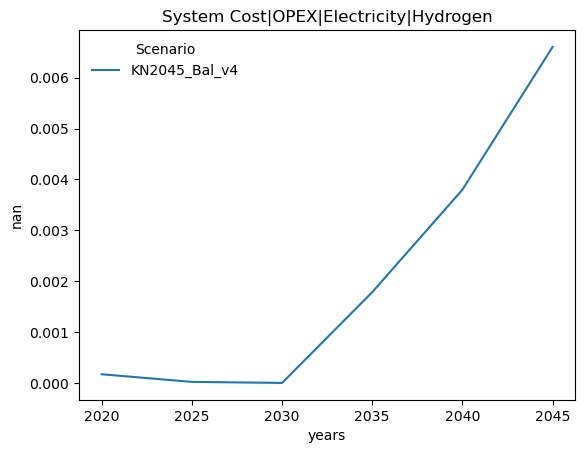 System Cost|OPEX|Electricity|Hydrogen
Scenario
KN2045_Bal_v4
0.006
0.005
0.004
0.003
0.002
0.001
0.000
nan
2020 2025 2030 2035 2040 2045
years